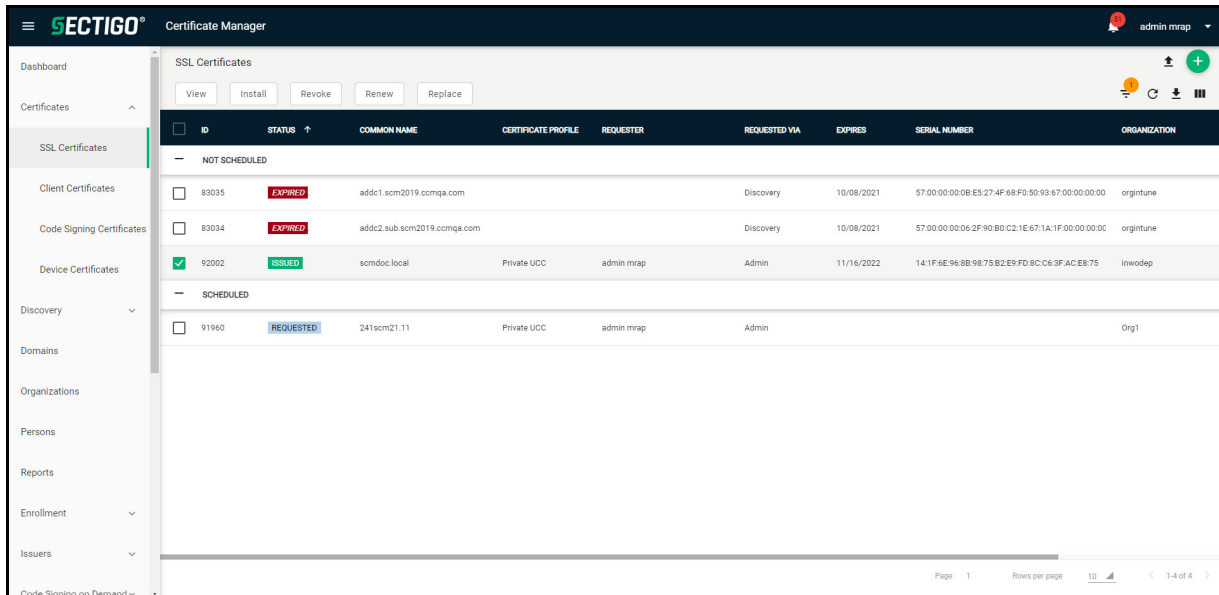 SECTIGO® Certificate Manager 51 admin mrap
Dashboard
Certificates
SSL Certificates
Client Certificates
Code Signing Certificates
Device Certificates
Discovery
Domains
Organizations
Persons
Reports
Enrollment
Issuers
Code Signing on Demand
SSL Certificates
View Install Revoke Renew Replace 1
ID STATUS COMMON NAME CERTIFICATE PROFILE REQUESTER REQUESTED VIA EXPIRES SERIAL NUMBER ORGANIZATION
NOT SCHEDULED
83035 EXPIRED addc1.scm2019.ccmqa.com Discovery 10/08/2021 57:00:00:00:0B:E5:27:4F:68:F0:50:93:67:00:00:00:00 orgintune
83034 EXPIRED addc2.sub.scm2019.ccmqa.com Discovery 10/08/2021 57:00:00:00:06:2F:90:B0:C2:1E:67:1A:1F:00:00:00:0C orgintune
92002 ISSUED scmdoc.local Private UCC admin mrap Admin 11/16/2022 14:1F:6E:96:8B:98:75:B2:E9:FD:8C:C6:3F:AC:E8:75 inwodep
SCHEDULED
91960 REQUESTED 241scm21.11 Private UCC admin mrap Admin Org1
Page 1 Rows per page 10 1-4 of 4